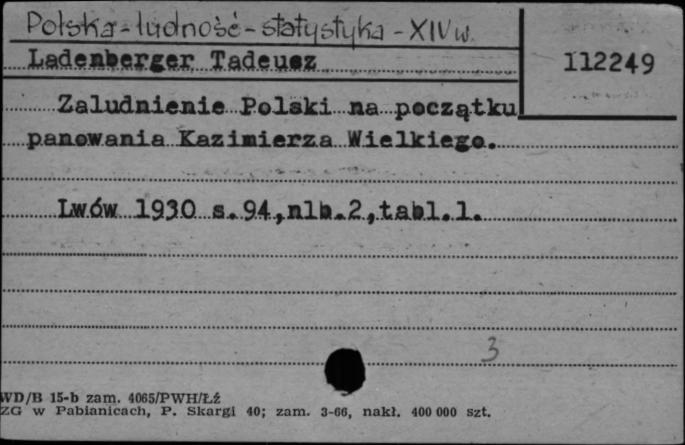 Polska-ludność-statystyka-XIV w.
Ladenberger Tadeusz
112249
Zaludnienie Polski na początku
panowania Kazimierza Wielkiego.
Lwów 1930 s.94,nlb.2,tabl.1.
3
WD/B 15-b zam. 4065/PWH/ŁŹ
ZG w Pabianicach, P. Skargi 40; zam. 3-66, nakł. 400 000 szt.